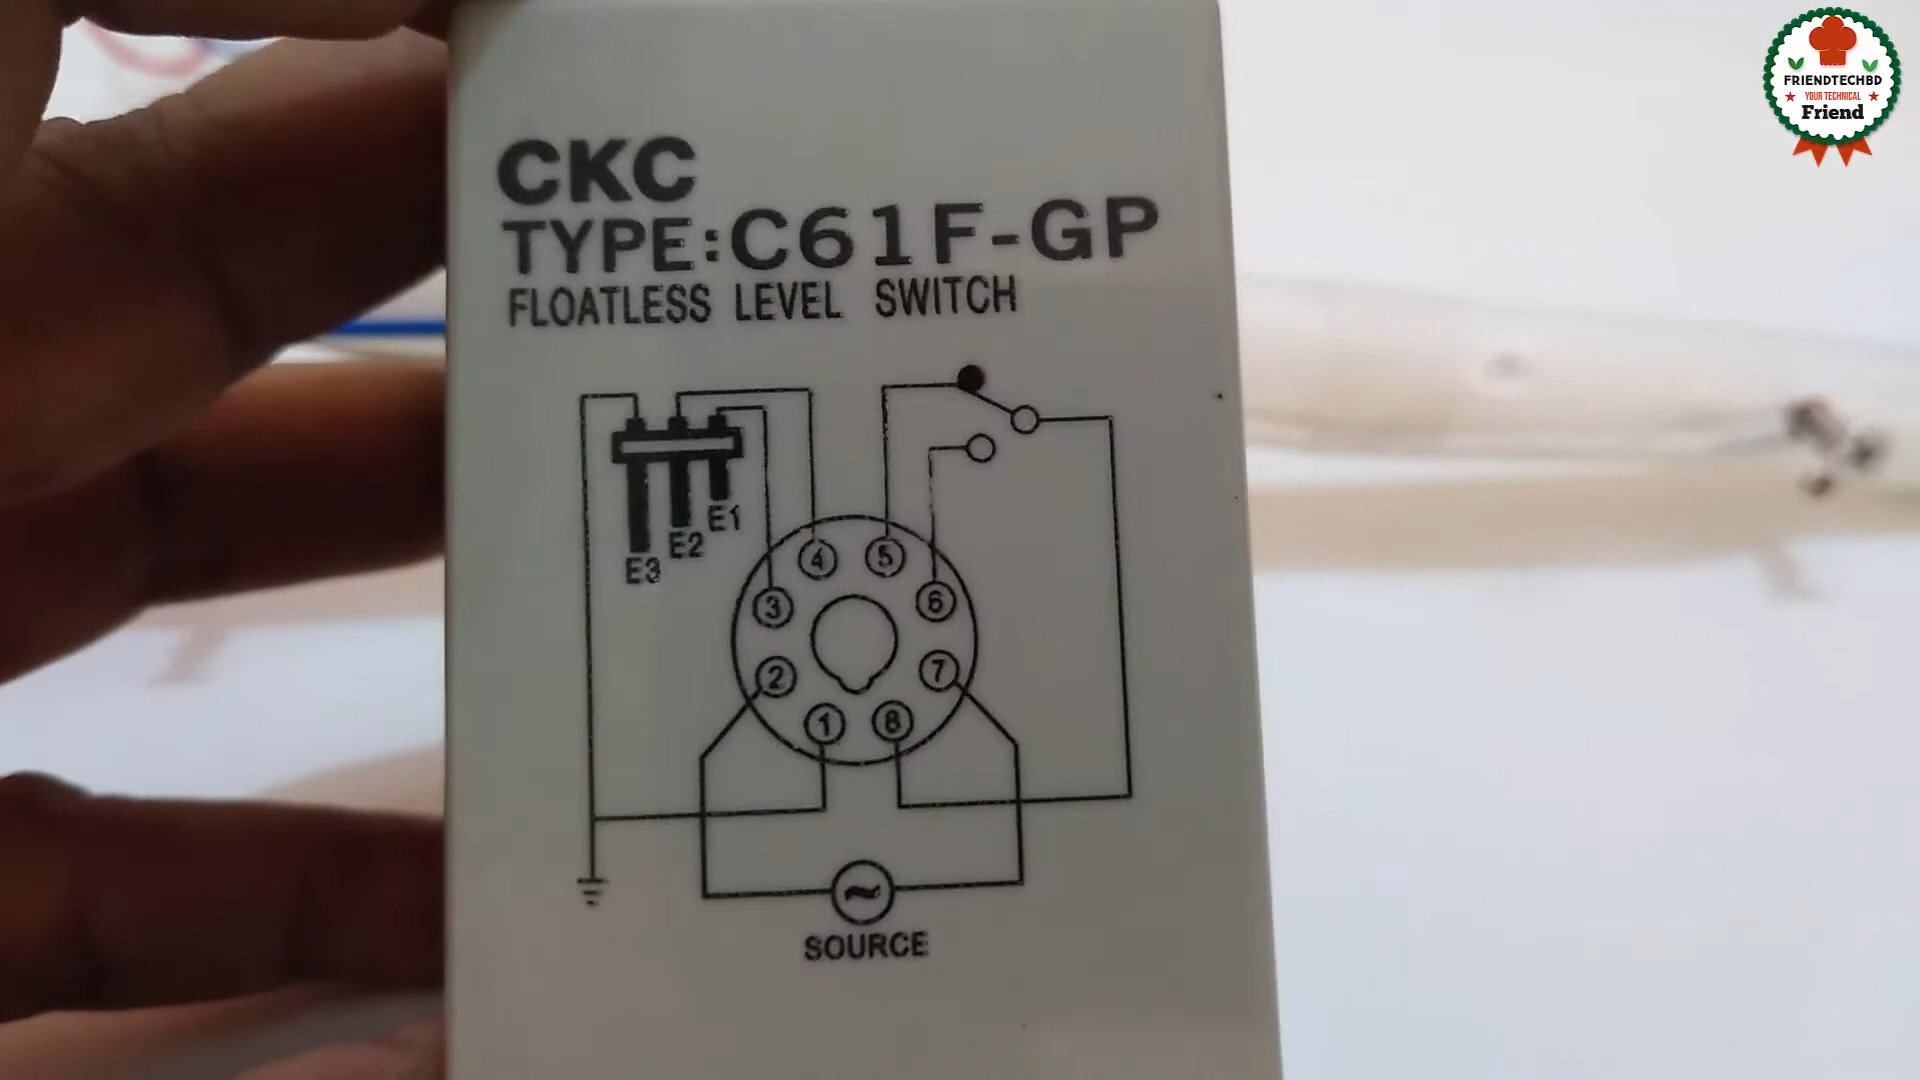 FRIENDTECHBD
YOUR TECHNICAL
Friend
CKC
TYPE:C61F-GP
FLOATLESS LEVEL SWITCH
E1
E2
E3
4
5
3
6
2
7
1
8
SOURCE